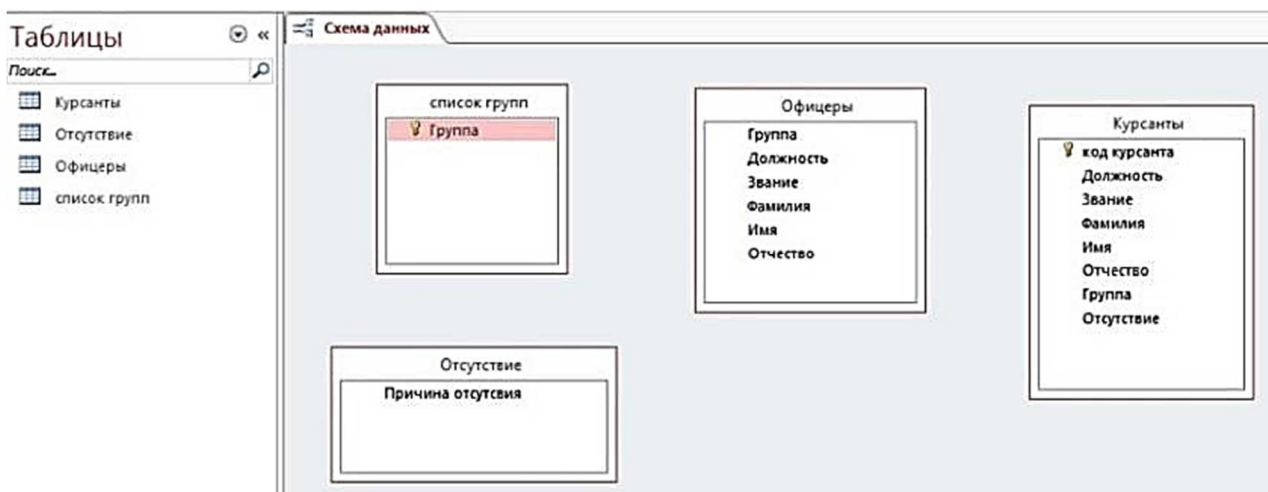 Таблицы
Поиск...
Курсанты
Отсутствие
Офицеры
список групп
Схема данных
список групп
Группа
Офицеры
Группа
Должность
Звание
Фамилия
Имя
Отчество
Курсанты
код курсанта
Должность
Звание
Фамилия
Имя
Отчество
Группа
Отсутствие
Отсутствие
Причина отсутсвия